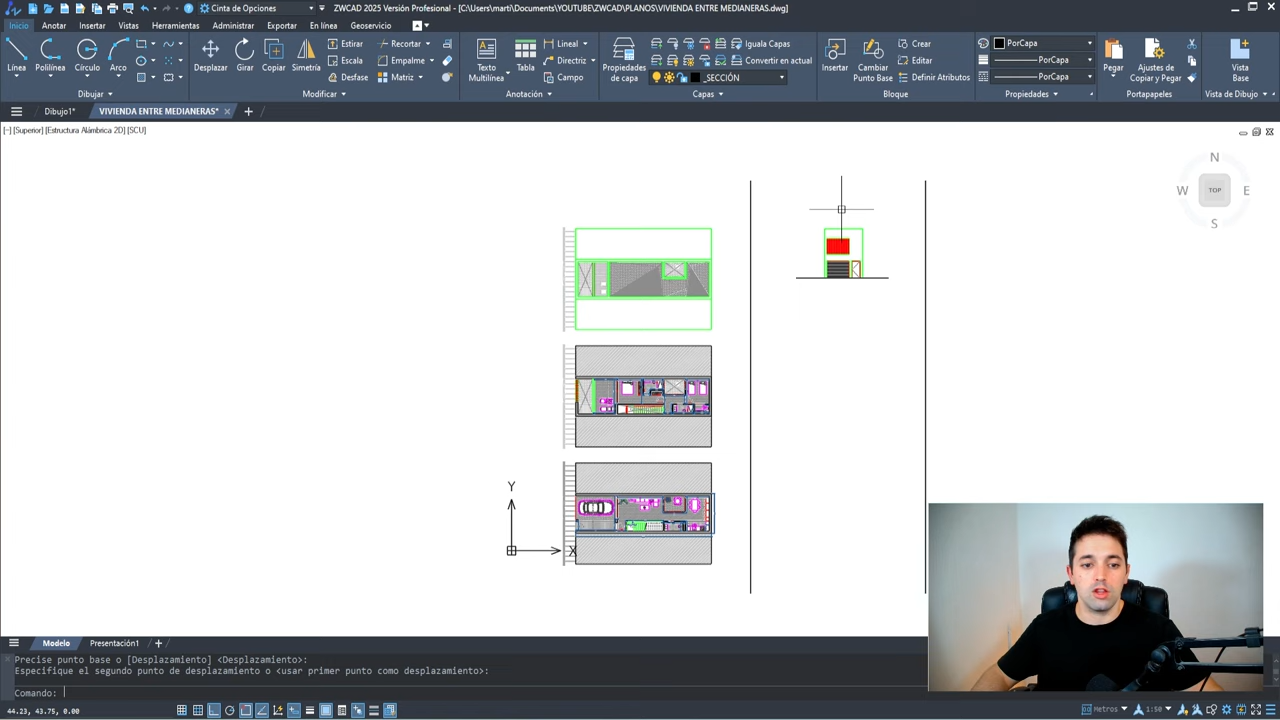 Cinta de Opciones
ZWCAD 2025 Versión Profesional - [C:\Users\marti\Documents\YOUTUBE\ZWCAD\PLANOS\VIVIENDA ENTRE MEDIANERAS.dwg]
Inicio Anotar Insertar Vistas Herramientas Administrar Exportar En línea Geoservicio
Línea Polilínea Círculo Arco
Dibujar
Desplazar Girar Copiar Simetría
Estirar Recortar
Escala Empalme
Desfase Matriz
Modificar
Texto Multilínea Tabla
Lineal
Directriz
Campo
Anotación
Propiedades de capa
Iguala Capas
Convertir en actual
_SECCIÓN
Capas
Insertar Cambiar Punto Base
Crear
Editar
Definir Atributos
Bloque
PorCapa
PorCapa
PorCapa
Propiedades
Pegar Ajustes de Copiar y Pegar
Portapapeles
Vista Base
Vista de Dibujo
Dibujo1* VIVIENDA ENTRE MEDIANERAS*
[-] [Superior] [Estructura Alámbrica 2D] [SCU]
N
W TOP E
S
Y
X
Modelo Presentación1
Precise punto base o [Desplazamiento] <Desplazamiento>:
Especifique el segundo punto de desplazamiento o <usar primer punto como desplazamiento>:
Comando:
44.23, 43.75, 0.00
Metros 1:50